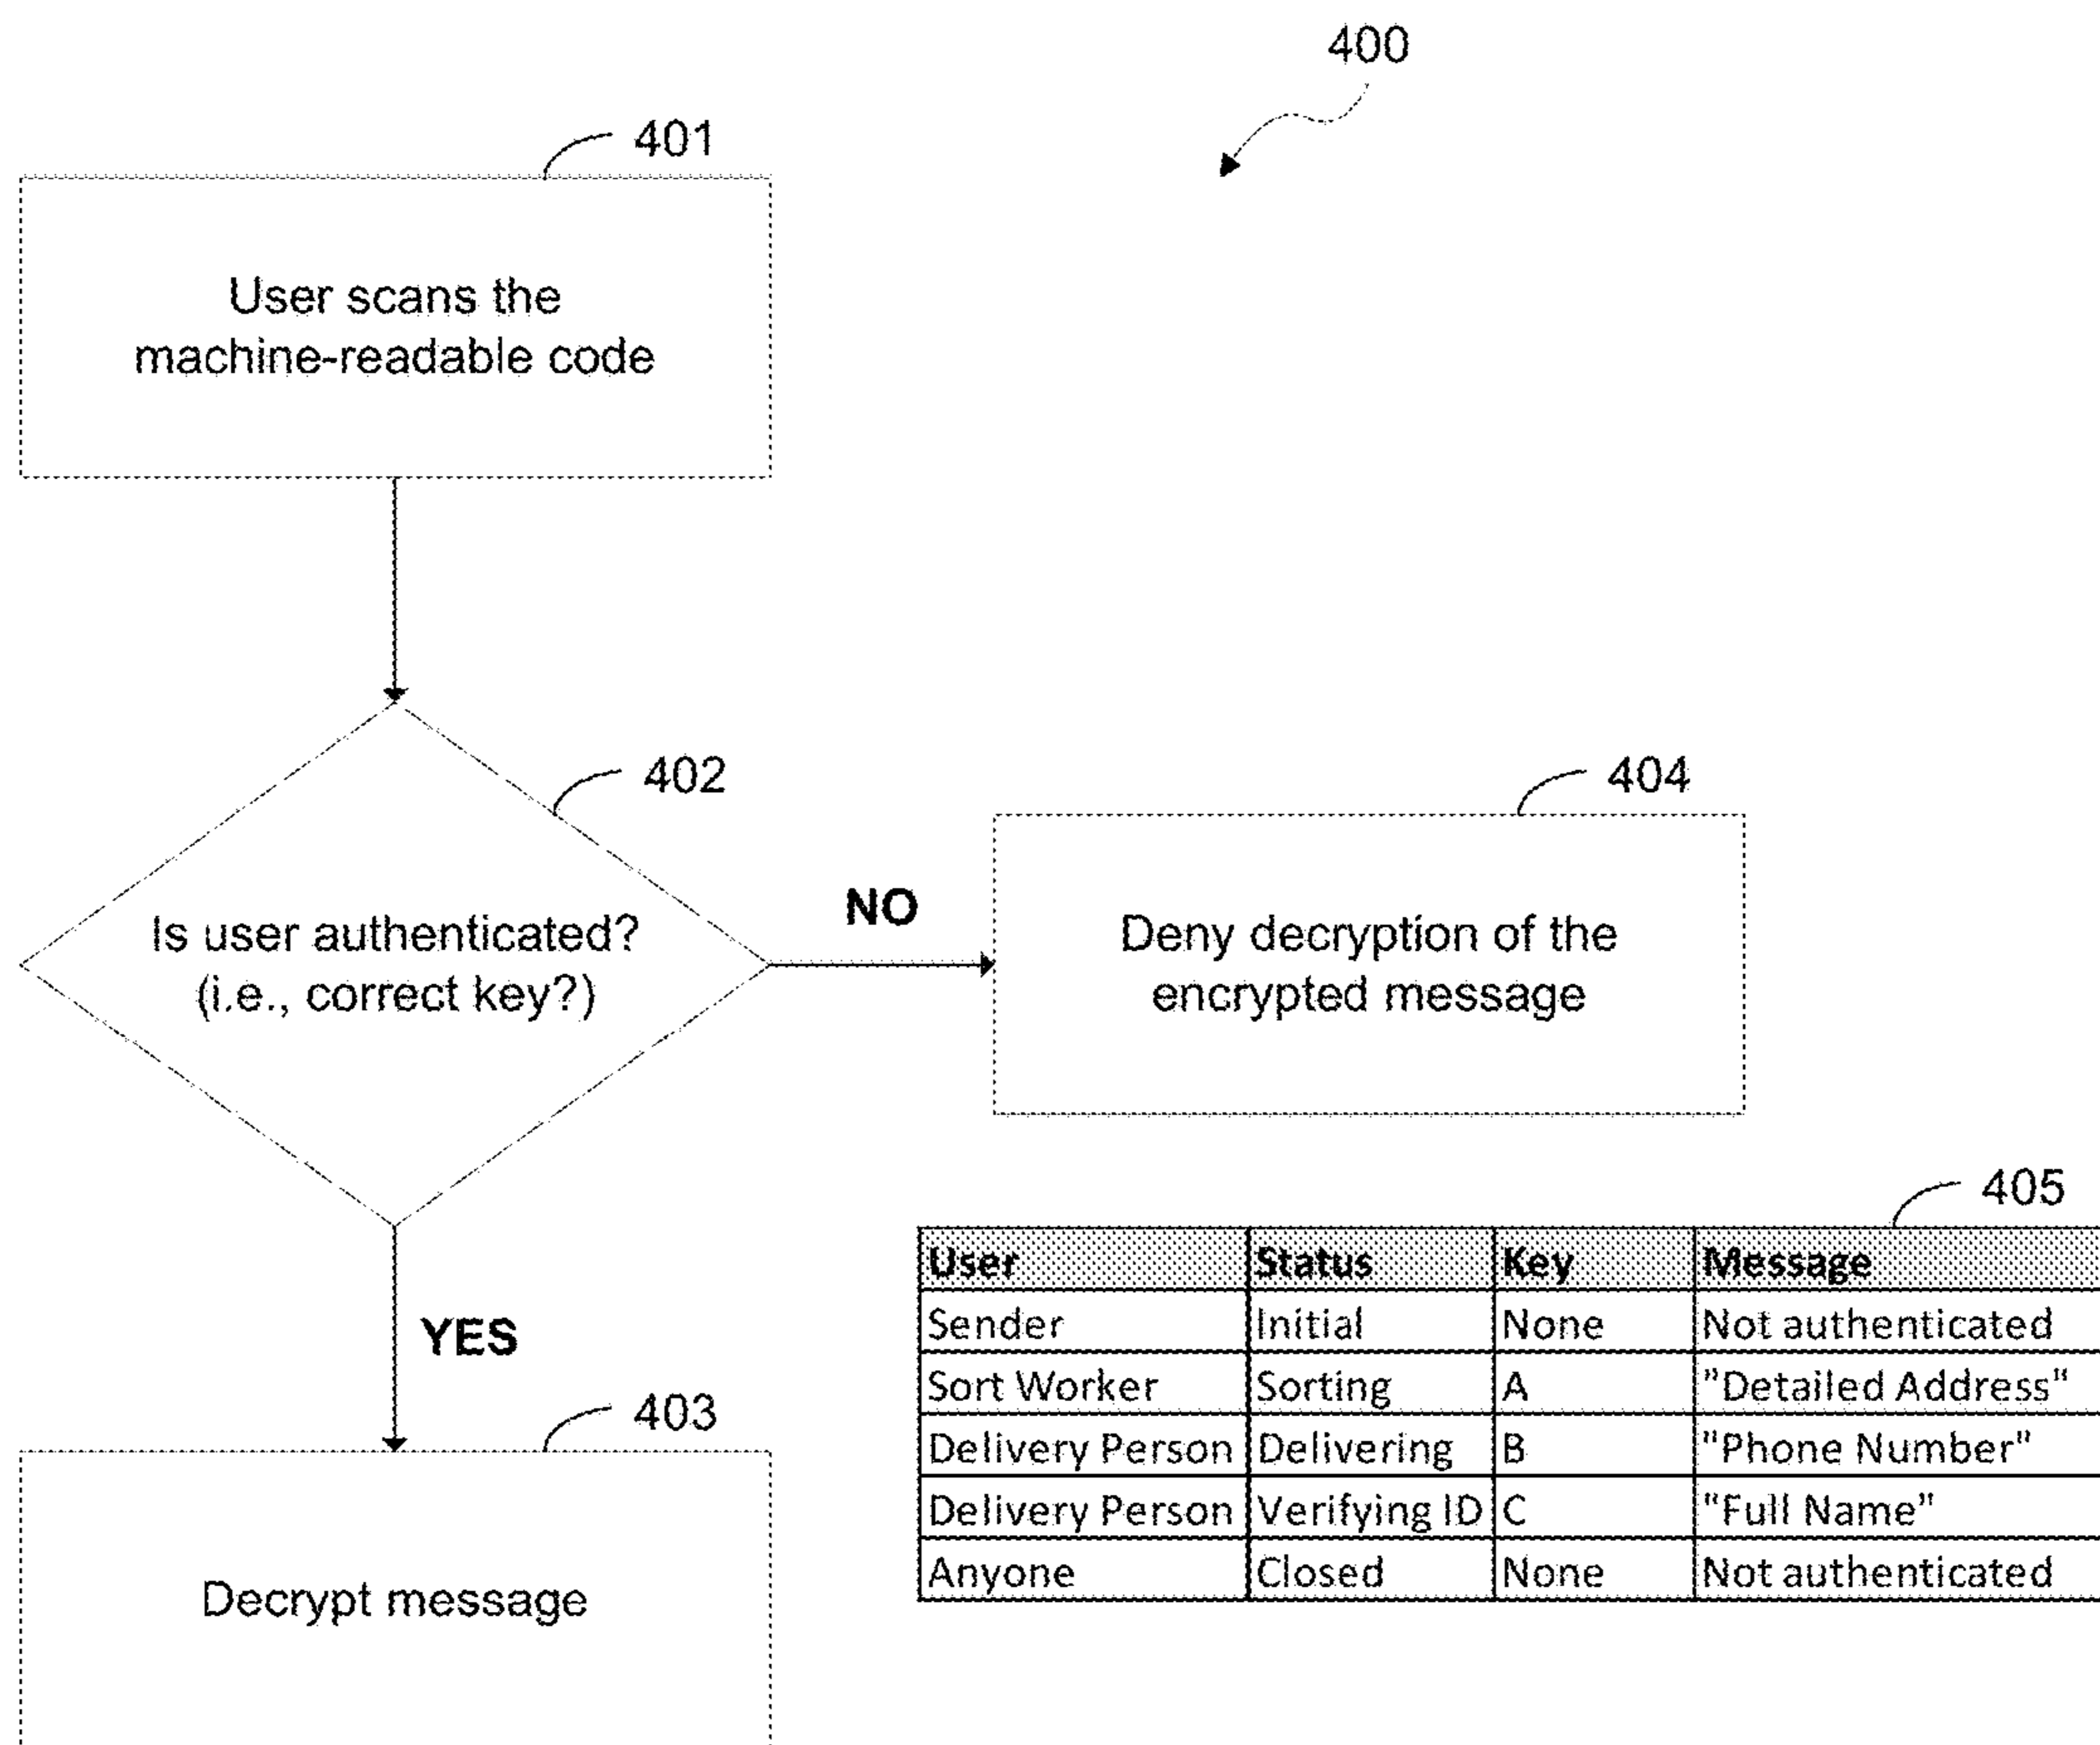 400
401
User scans the
machine-readable code
402
Is user authenticated?
(i.e., correct key?)
NO
404
Deny decryption of the
encrypted message
YES
403
Decrypt message
405
User Status Key Message
Sender Initial None Not authenticated
Sort Worker Sorting A "Detailed Address"
Delivery Person Delivering B "Phone Number"
Delivery Person Verifying ID C "Full Name"
Anyone Closed None Not authenticated